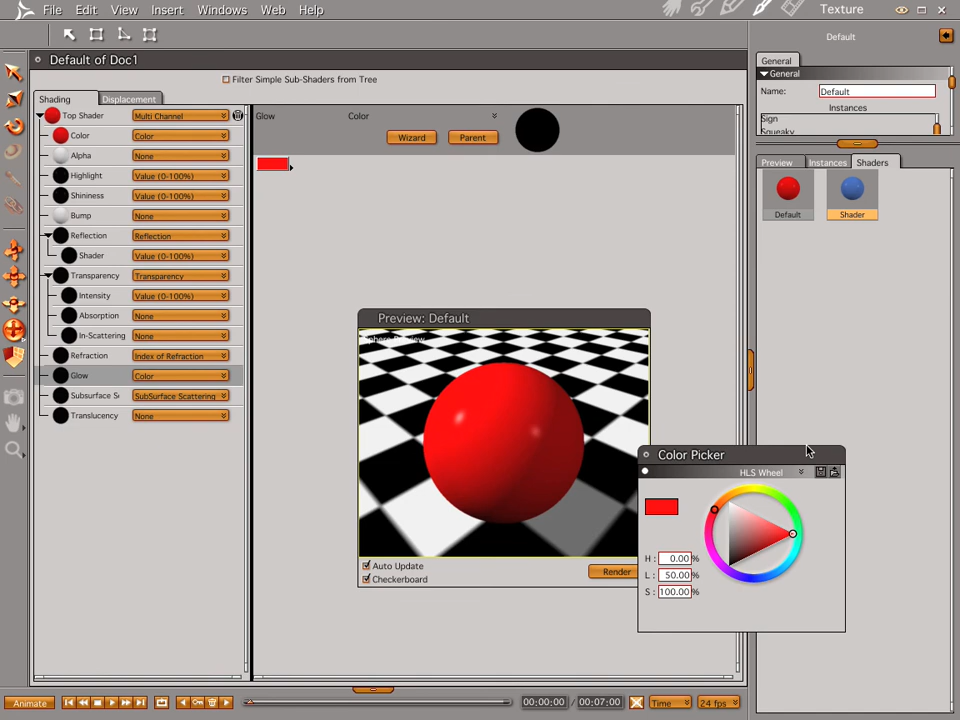 File Edit View Insert Windows Web Help
Texture
Default of Doc1
Default
Filter Simple Sub-Shaders from Tree
General
General
Name: Default
Instances
Sign
Squeaky
Shading Displacement
Top Shader Multi Channel
Color Color
Alpha None
Highlight Value (0-100%)
Shininess Value (0-100%)
Bump None
Reflection Reflection
Shader Value (0-100%)
Transparency Transparency
Intensity Value (0-100%)
Absorption None
In-Scattering None
Refraction Index of Refraction
Glow Color
Subsurface Sc SubSurface Scattering
Translucency None
Glow Color
Wizard Parent
Preview Instances Shaders
Default Shader
Preview: Default
Auto Update
Checkerboard
Render
Color Picker
HLS Wheel
H : 0.00 %
L : 50.00 %
S : 100.00 %
Animate
00:00:00 / 00:07:00 Time 24 fps